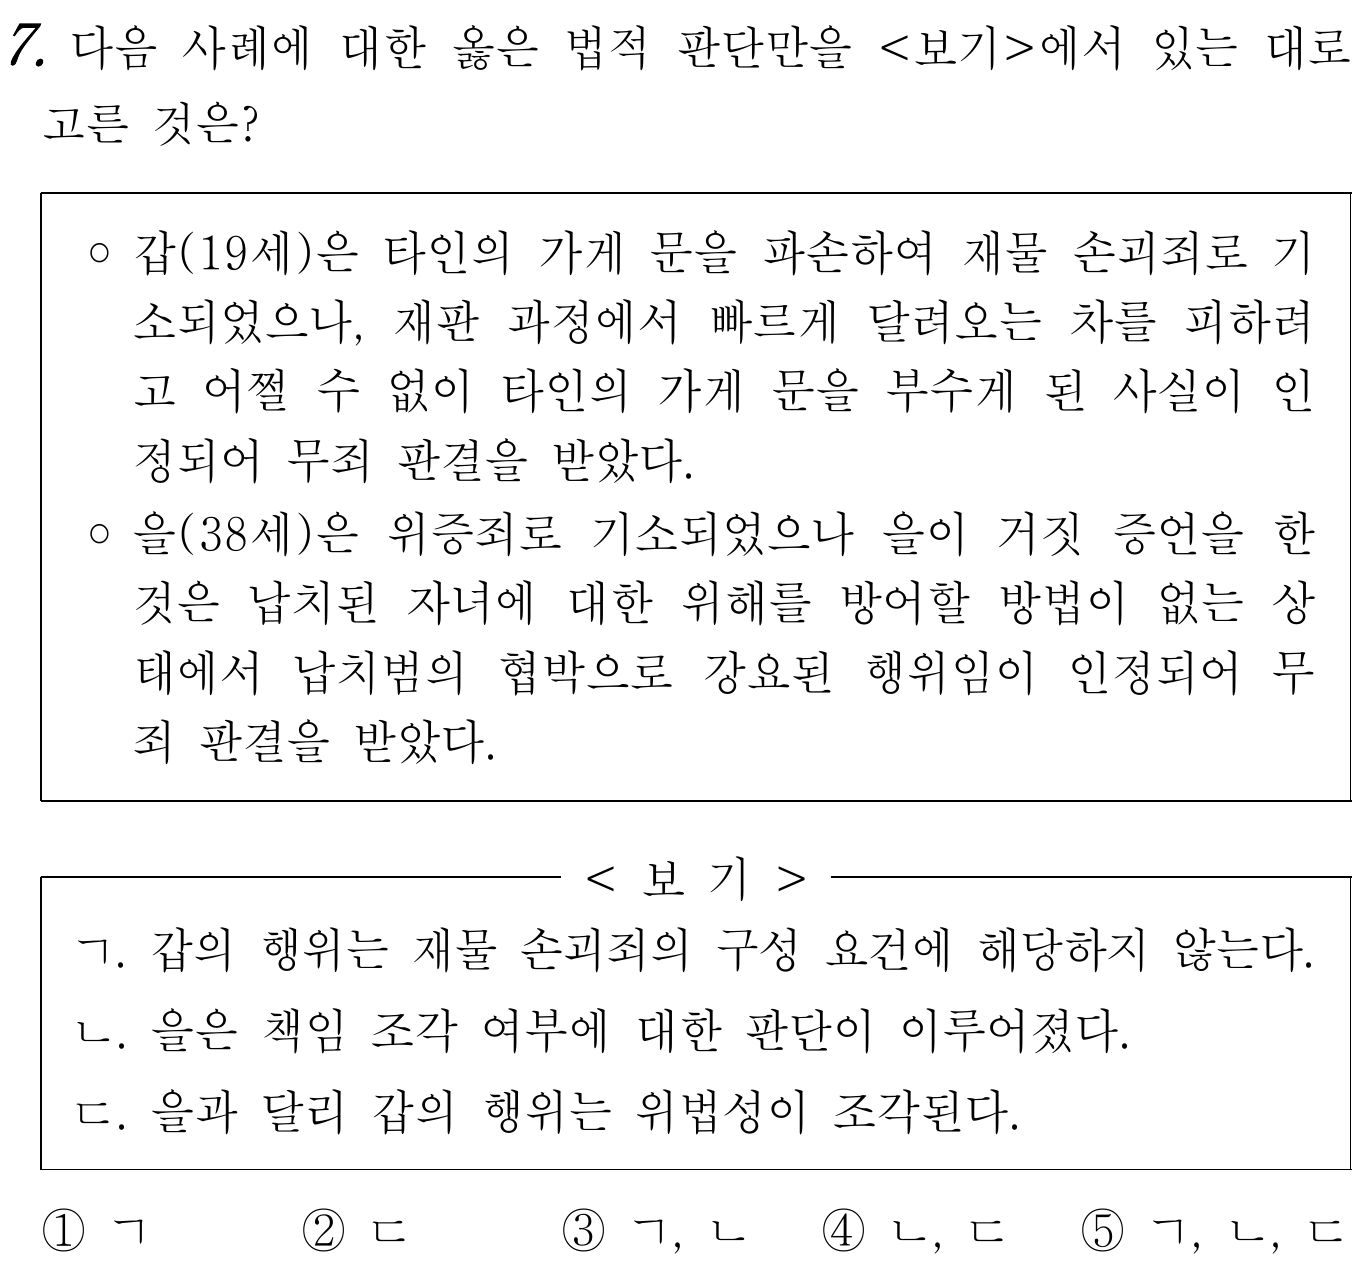 7. 다음 사례에 대한 옳은 법적 판단만을 <보기>에서 있는 대로
고른 것은?
○ 갑(19세)은 타인의 가게 문을 파손하여 재물 손괴죄로 기
소되었으나, 재판 과정에서 빠르게 달려오는 차를 피하려
고 어쩔 수 없이 타인의 가게 문을 부수게 된 사실이 인
정되어 무죄 판결을 받았다.
○ 을(38세)은 위증죄로 기소되었으나 을이 거짓 증언을 한
것은 납치된 자녀에 대한 위해를 방어할 방법이 없는 상
태에서 납치범의 협박으로 강요된 행위임이 인정되어 무
죄 판결을 받았다.
< 보 기 >
ㄱ. 갑의 행위는 재물 손괴죄의 구성 요건에 해당하지 않는다.
ㄴ. 을은 책임 조각 여부에 대한 판단이 이루어졌다.
ㄷ. 을과 달리 갑의 행위는 위법성이 조각된다.
① ㄱ ② ㄷ ③ ㄱ, ㄴ ④ ㄴ, ㄷ ⑤ ㄱ, ㄴ, ㄷ